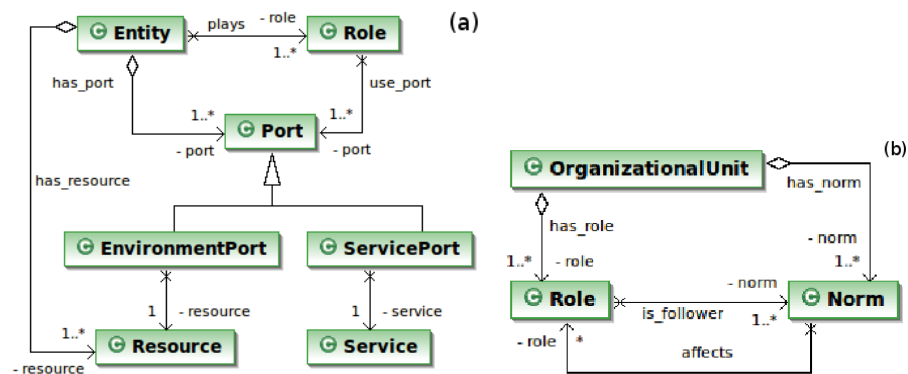 (a)
© Entity
plays
- role
© Role
1..*
has_port
use_port
1..*
1..*
© Port
- port
- port
has_resource
© EnvironmentPort
© ServicePort
1
- resource
1
- service
1..*
© Resource
© Service
- resource
(b)
© OrganizationalUnit
has_norm
has_role
- norm
1..*
- role
1..*
© Role
- norm
© Norm
is_follower
1..*
- role
*
affects